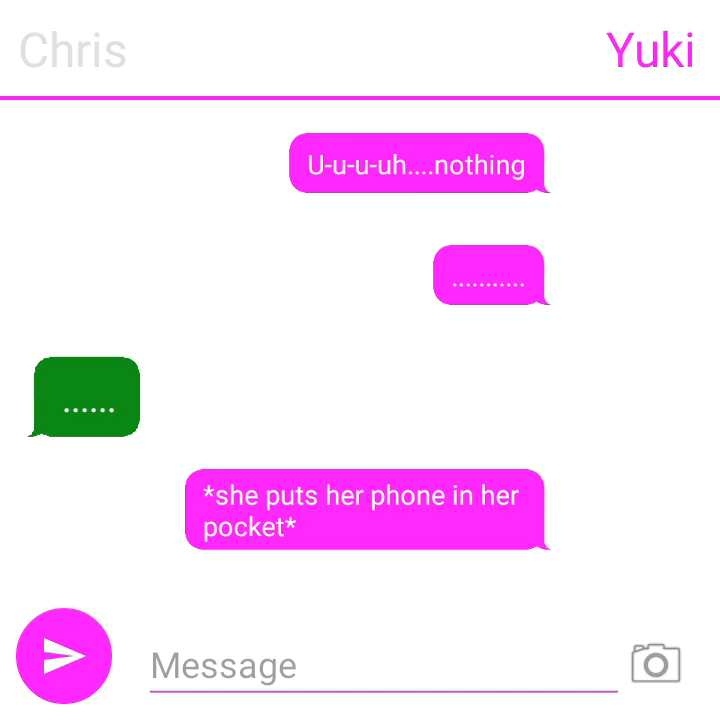 Chris
Yuki
U-u-u-uh....nothing
...........
......
*she puts her phone in her
pocket*
Message